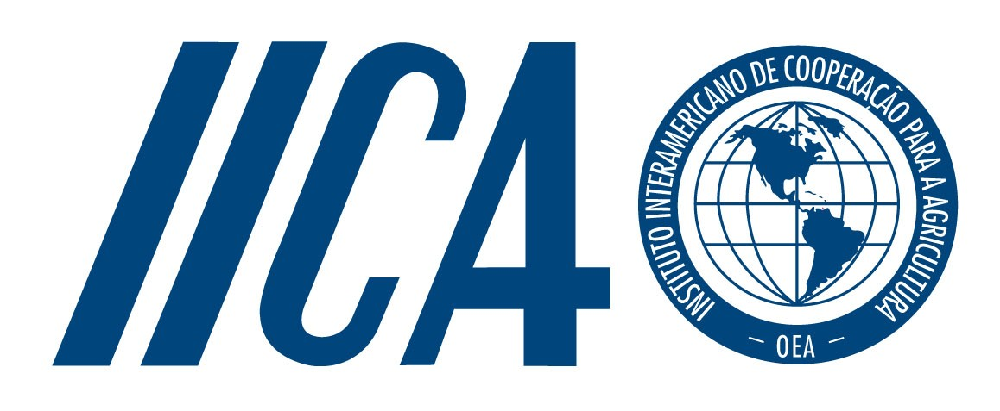 IICA
INSTITUTO INTERAMERICANO DE COOPERAÇÃO PARA A AGRICULTURA
– OEA –